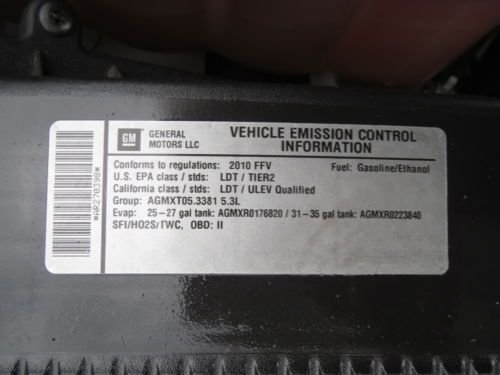 GM
GENERAL
MOTORS LLC
VEHICLE EMISSION CONTROL
INFORMATION
Conforms to regulations: 2010 FFV Fuel: Gasoline/Ethanol
U.S. EPA class / stds: LDT / TIER2
California class / stds: LDT / ULEV Qualified
Group: AGMXT05.3381 5.3L
Evap: 25-27 gal tank: AGMXR0176820 / 31-35 gal tank: AGMXR0223840
SFI/HO2S/TWC, OBD: II
*AR270398*